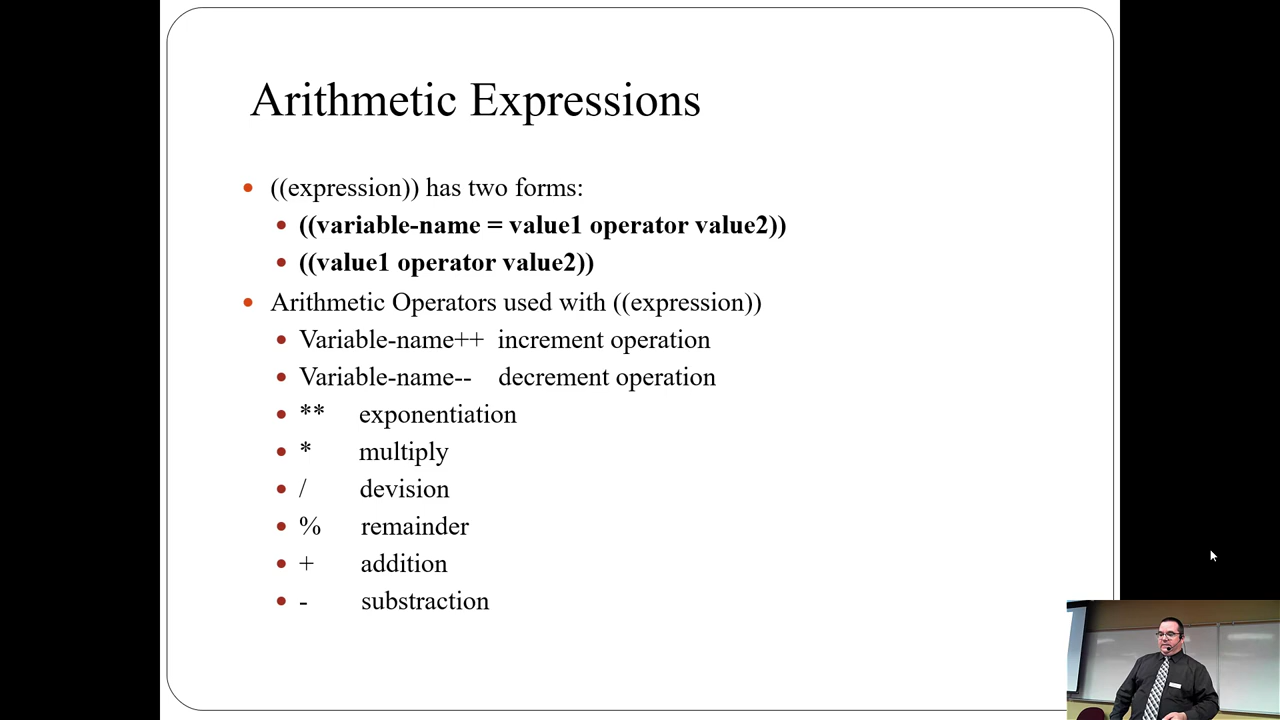 Arithmetic Expressions
((expression)) has two forms:
((variable-name = value1 operator value2))
((value1 operator value2))
Arithmetic Operators used with ((expression))
Variable-name++ increment operation
Variable-name-- decrement operation
** exponentiation
* multiply
/ devision
% remainder
+ addition
- substraction